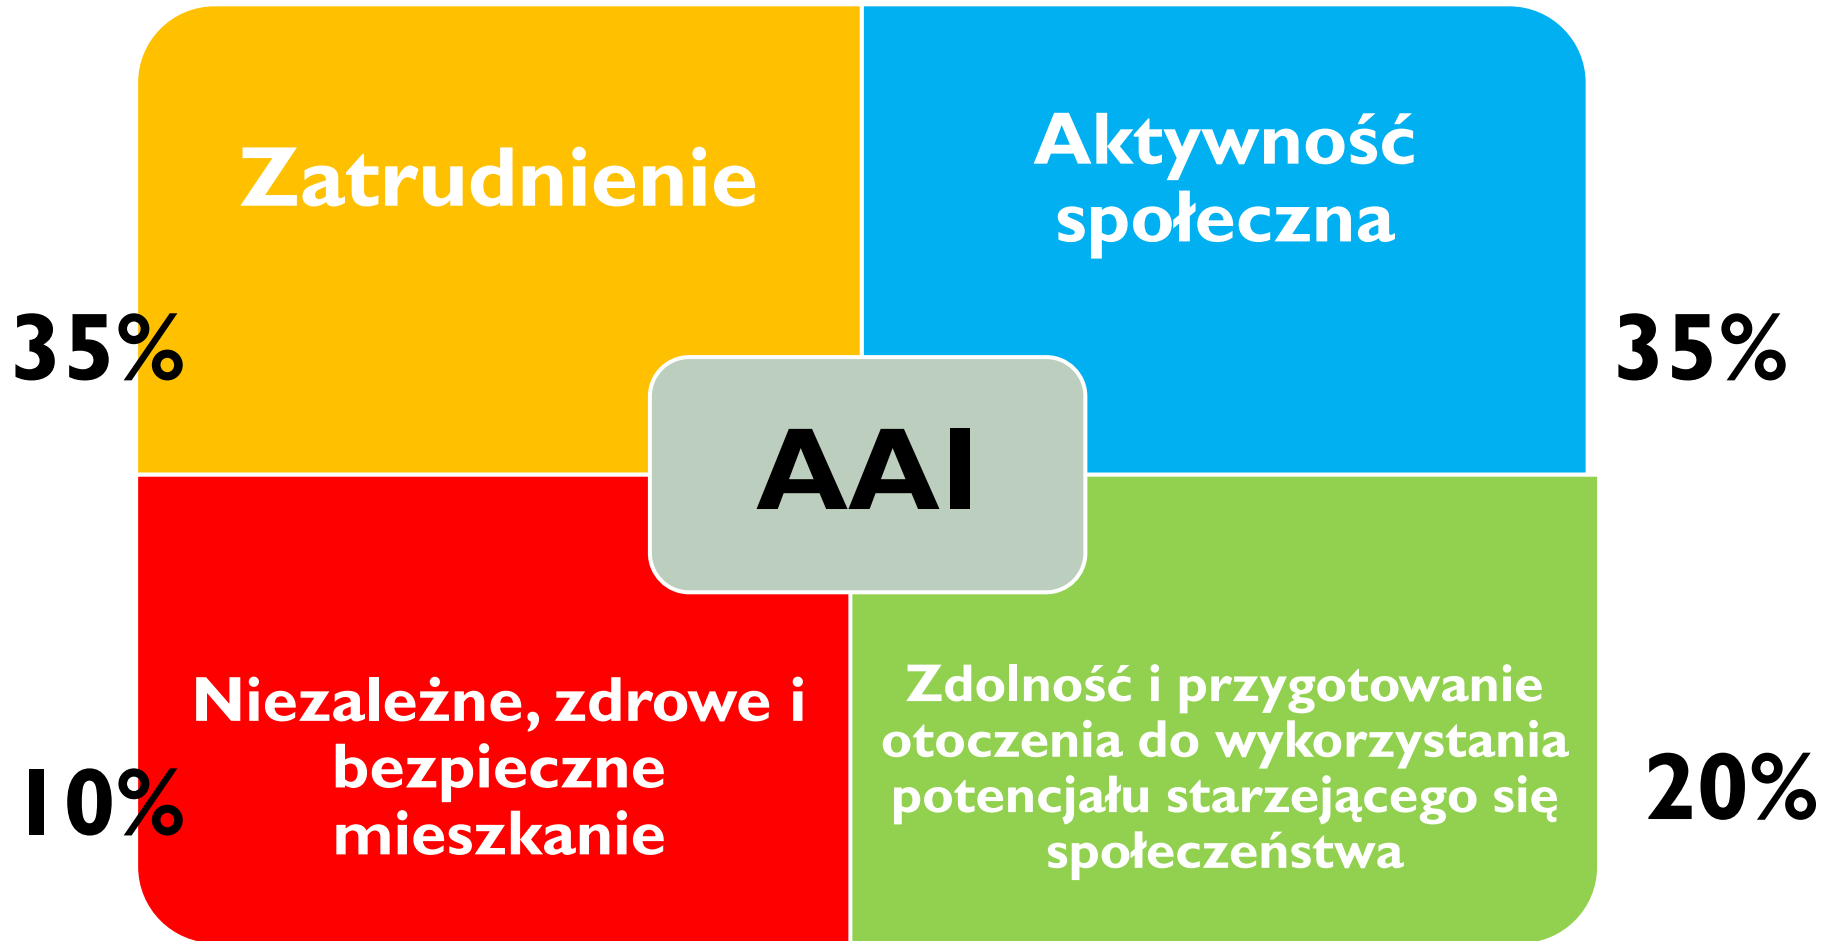 Zatrudnienie
Aktywność
społeczna
35%
35%
AAI
Niezależne, zdrowe i
bezpieczne
mieszkanie
10%
Zdolność i przygotowanie
otoczenia do wykorzystania
potencjału starzejącego się
społeczeństwa
20%